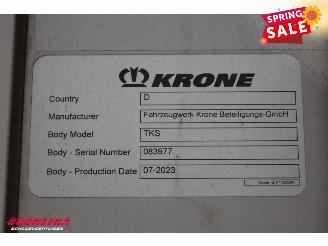 SPRING
SALE
KRONE
Country D
Manufacturer Fahrzeugwerk Krone Beteiligungs-GmbH
Body Model TKS
Body - Serial Number 083977
Body - Production Date 07-2023